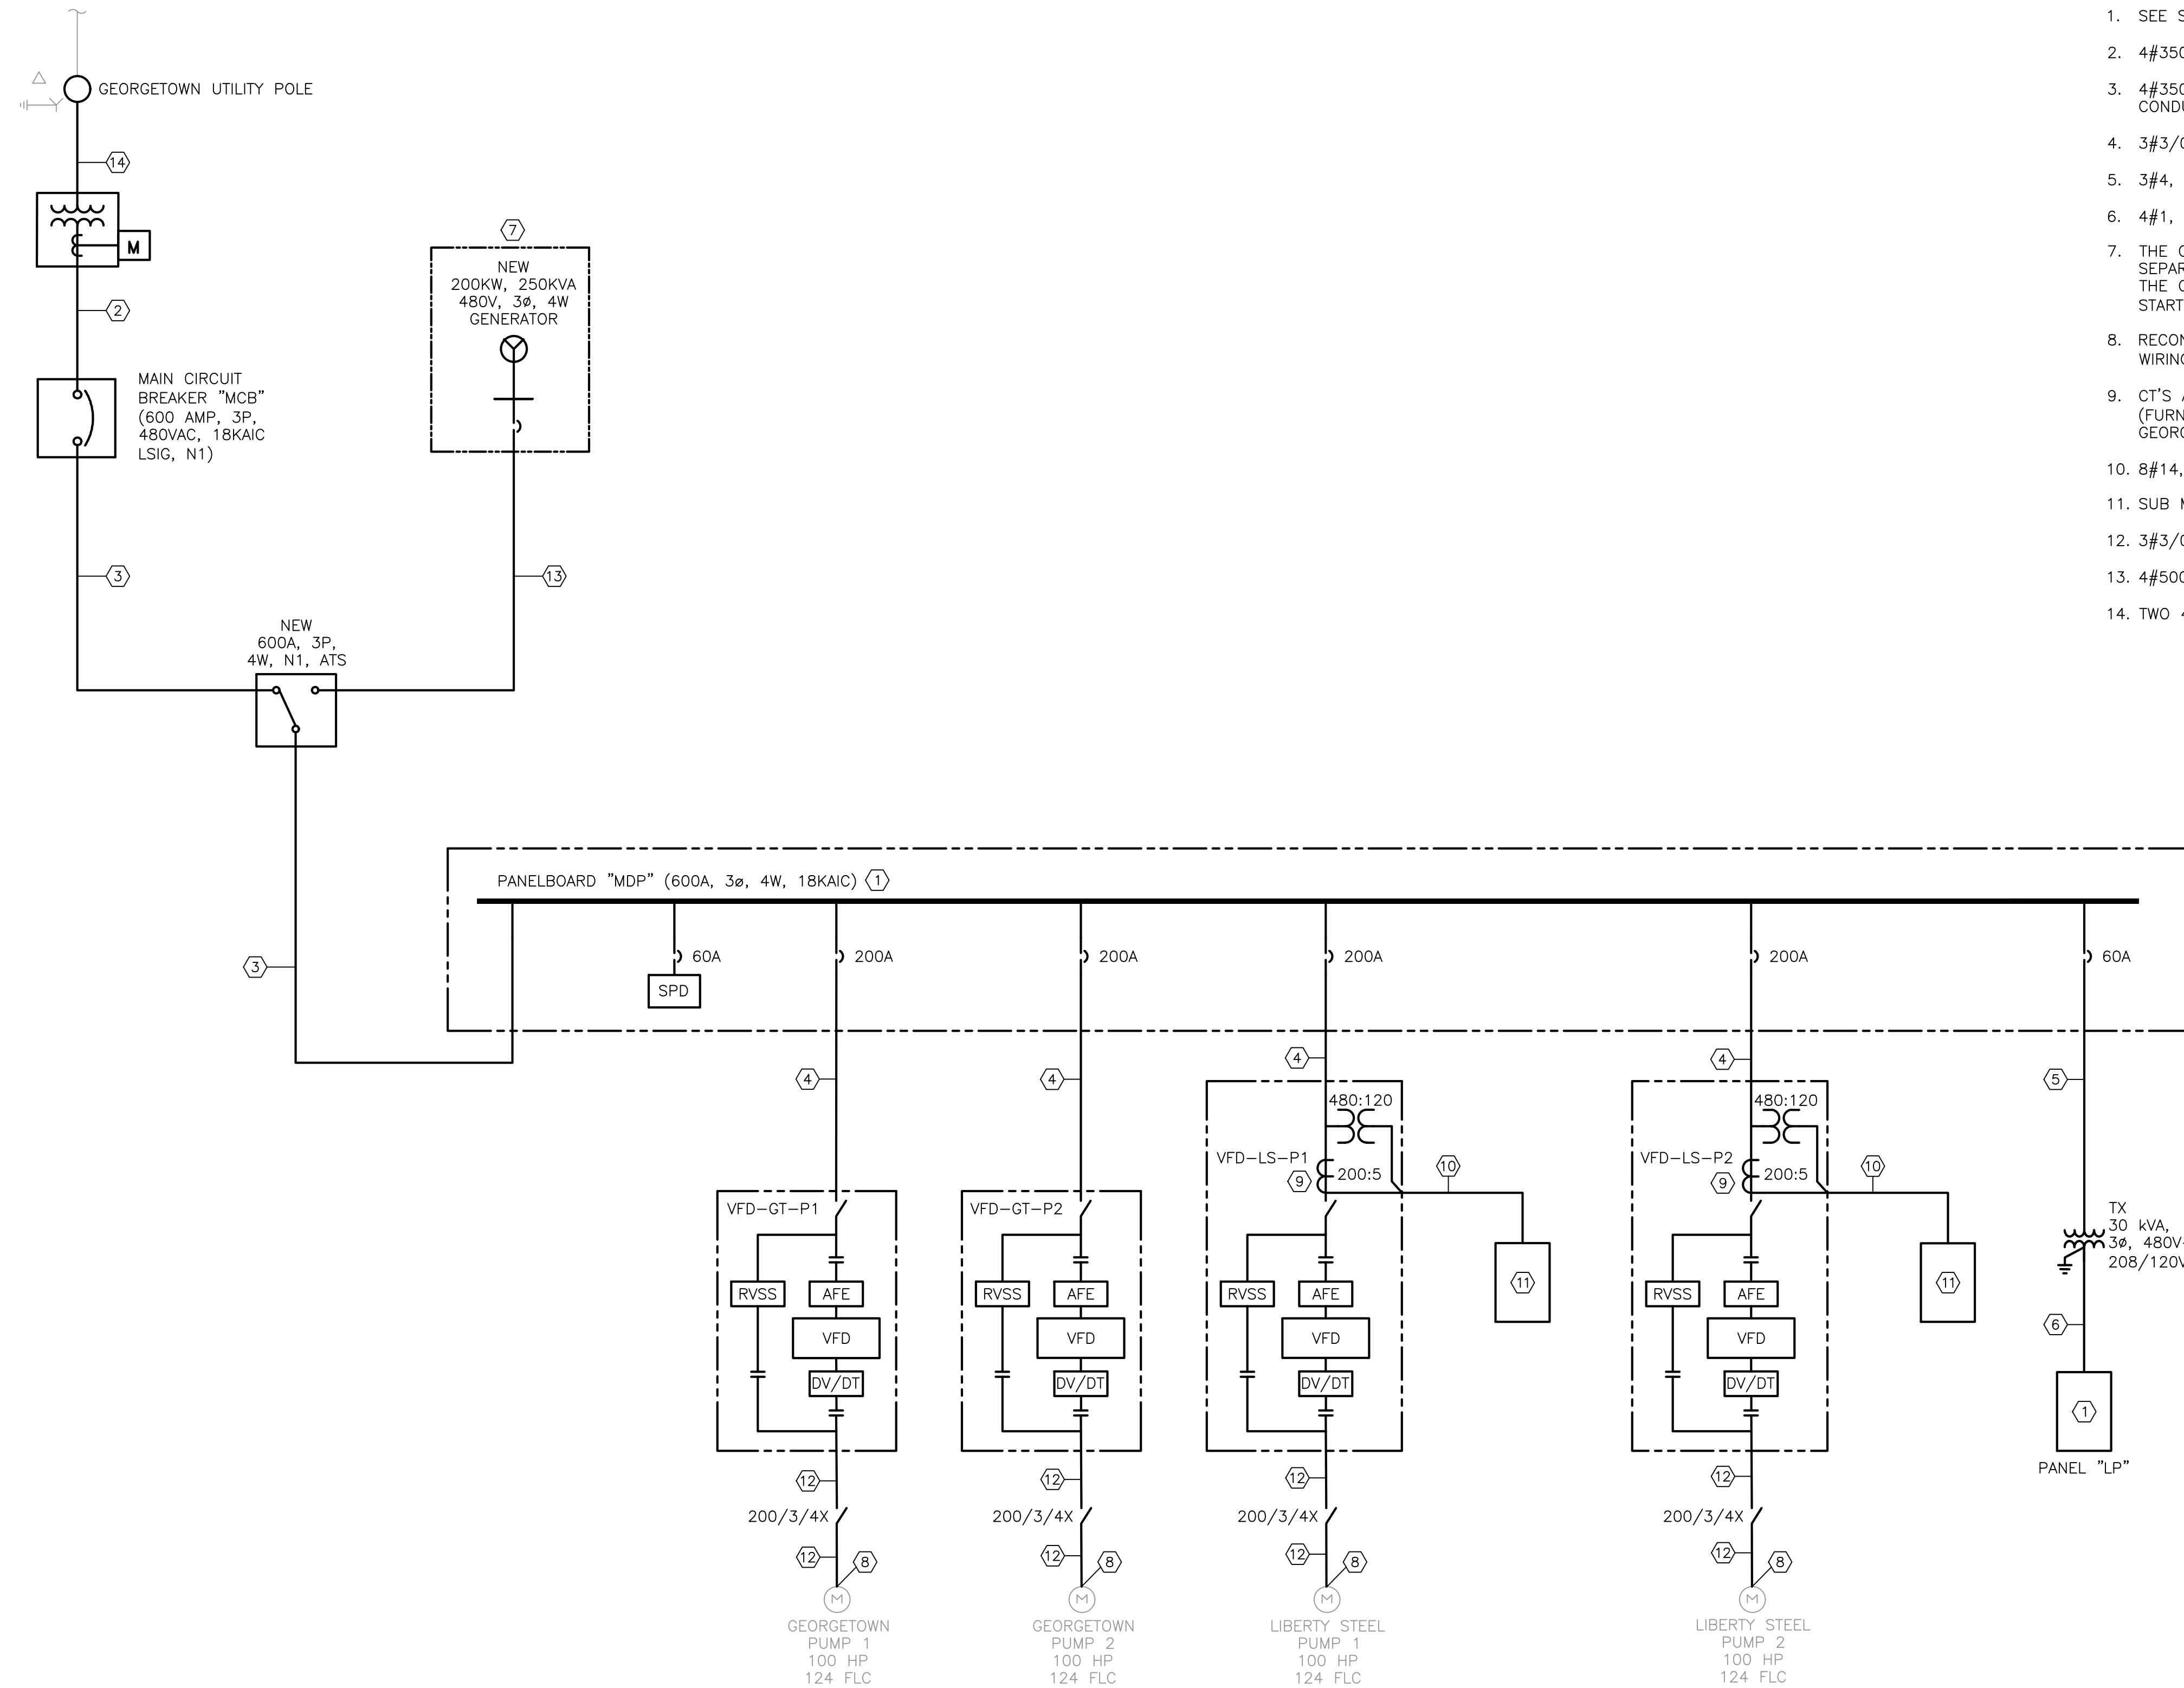 GEORGETOWN UTILITY POLE
14
M
2
MAIN CIRCUIT
BREAKER "MCB"
(600 AMP, 3P,
480VAC, 18KAIC
LSIG, N1)
3
7
NEW
200KW, 250KVA
480V, 3ø, 4W
GENERATOR
13
NEW
600A, 3P,
4W, N1, ATS
3
1. SEE S
2. 4#350
3. 4#350
CONDU
4. 3#3/0
5. 3#4,
6. 4#1,
7. THE
SEPAR
THE
START
8. RECON
WIRING
9. CT'S
(FURN
GEORG
10. 8#14,
11. SUB M
12. 3#3/0
13. 4#500
14. TWO 4
PANELBOARD "MDP" (600A, 3ø, 4W, 18KAIC) 1
60A
200A
200A
200A
200A
60A
SPD
4
4
4
4
5
480:120
480:120
VFD-LS-P1
9
200:5
10
VFD-LS-P2
9
200:5
10
VFD-GT-P1
VFD-GT-P2
TX
30 kVA,
3ø, 480V-
208/120V
RVSS
AFE
RVSS
AFE
RVSS
AFE
11
RVSS
AFE
11
VFD
VFD
VFD
VFD
6
DV/DT
DV/DT
DV/DT
DV/DT
1
PANEL "LP"
12
12
12
12
200/3/4X
200/3/4X
200/3/4X
200/3/4X
12
8
12
8
12
8
12
8
M
M
M
M
GEORGETOWN
PUMP 1
100 HP
124 FLC
GEORGETOWN
PUMP 2
100 HP
124 FLC
LIBERTY STEEL
PUMP 1
100 HP
124 FLC
LIBERTY STEEL
PUMP 2
100 HP
124 FLC